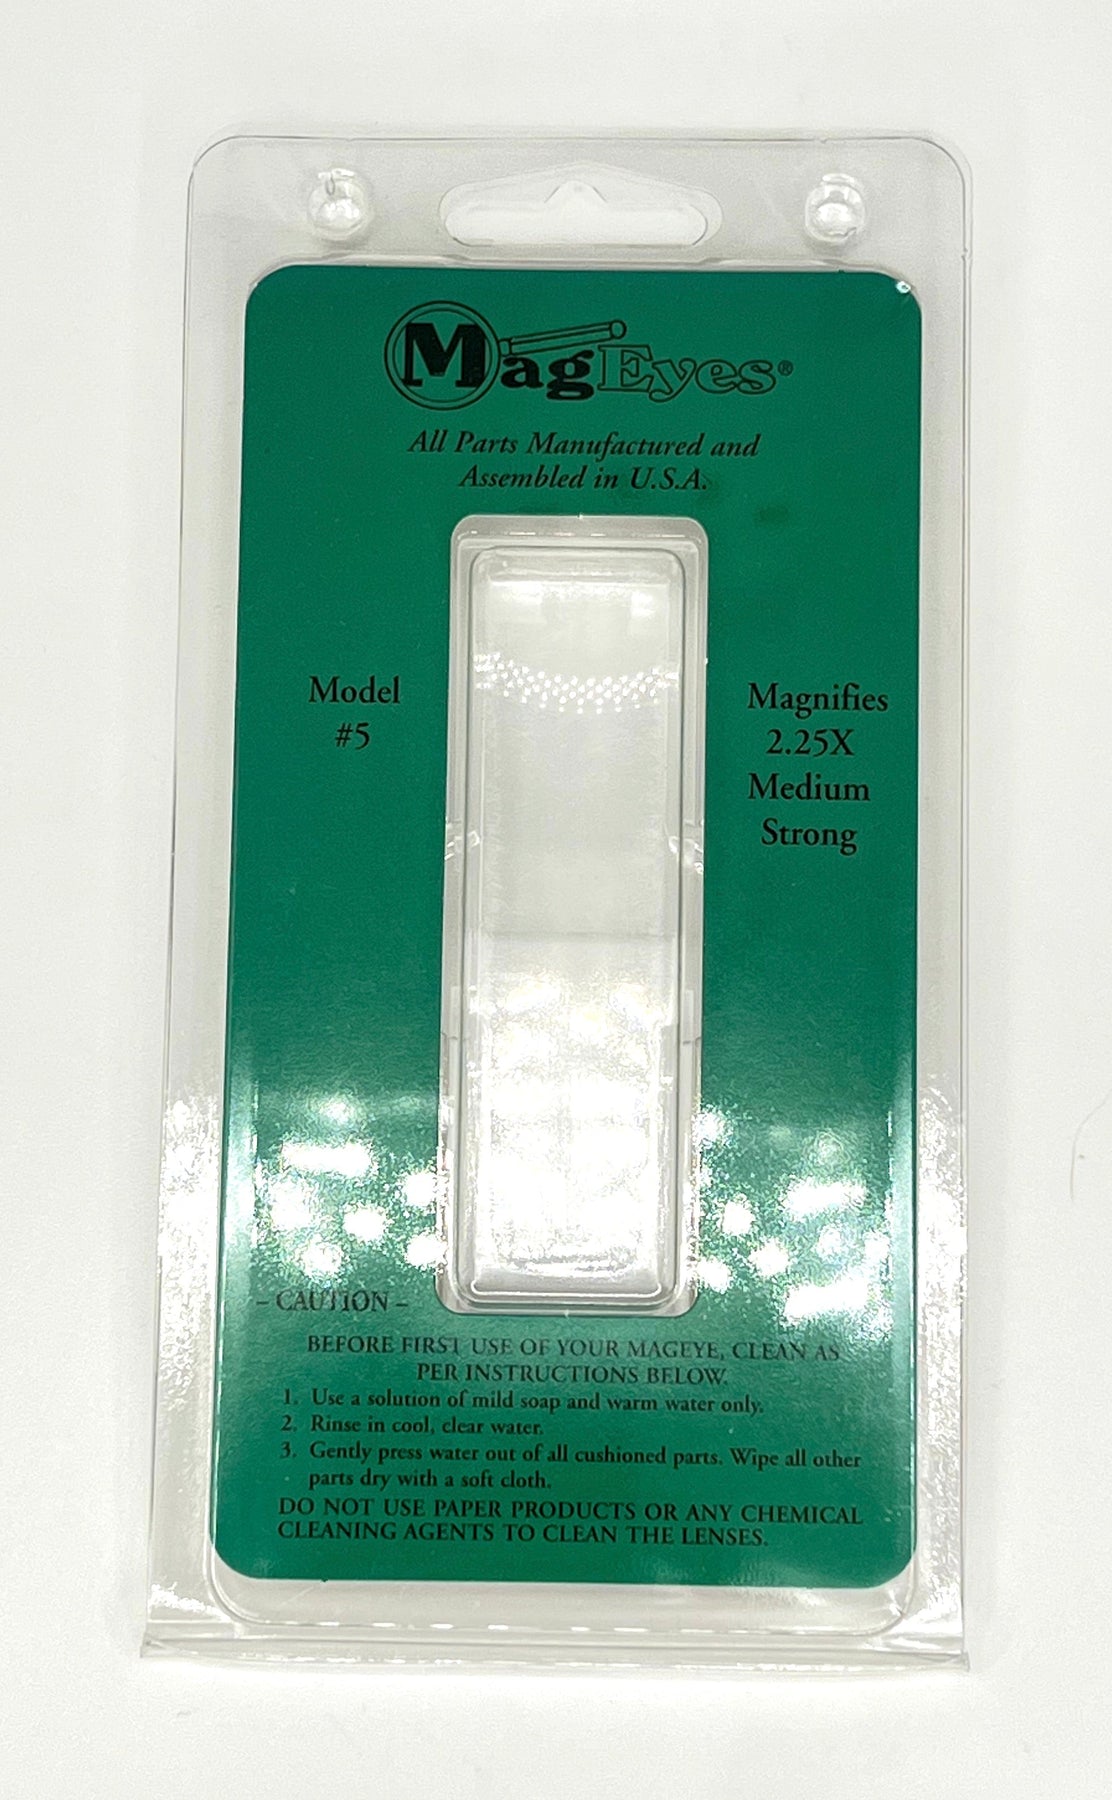 MagEyes®
All Parts Manufactured and
Assembled in U.S.A.
Model
#5
Magnifies
2.25X
Medium
Strong
– CAUTION –
BEFORE FIRST USE OF YOUR MAGEYE, CLEAN AS
PER INSTRUCTIONS BELOW.
1. Use a solution of mild soap and warm water only.
2. Rinse in cool, clear water.
3. Gently press water out of all cushioned parts. Wipe all other
parts dry with a soft cloth.
DO NOT USE PAPER PRODUCTS OR ANY CHEMICAL
CLEANING AGENTS TO CLEAN THE LENSES.